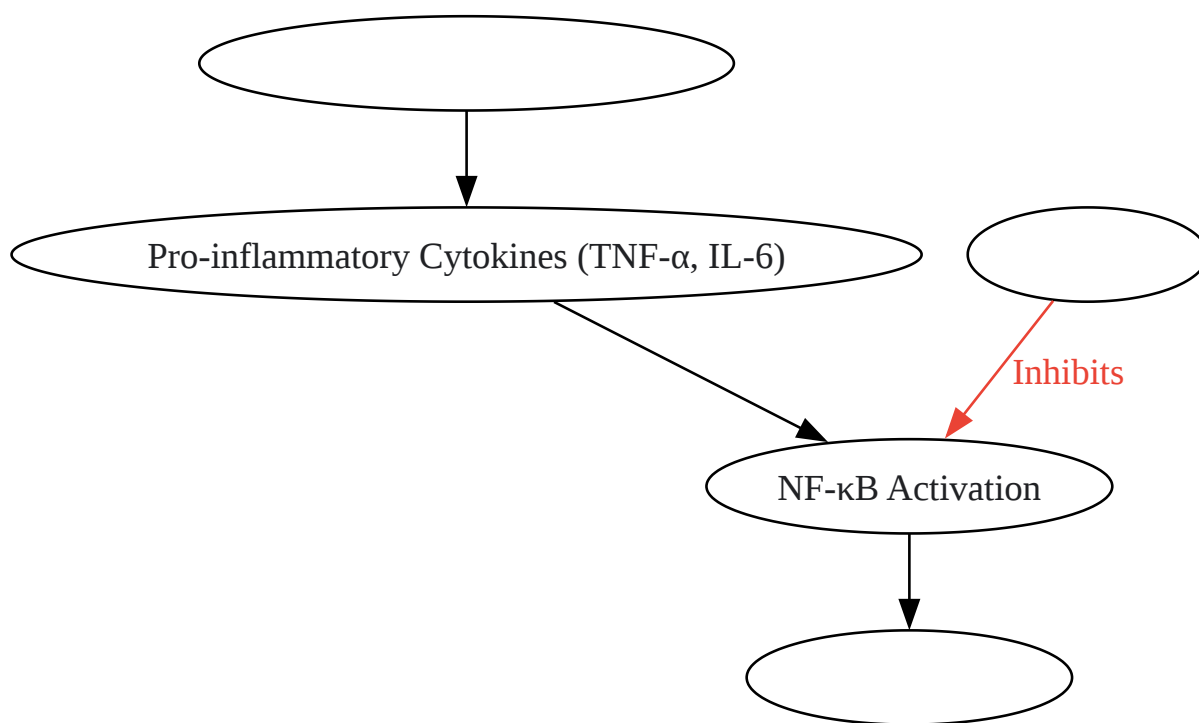 Pro-inflammatory Cytokines (TNF-α, IL-6)
Inhibits
NF-κB Activation